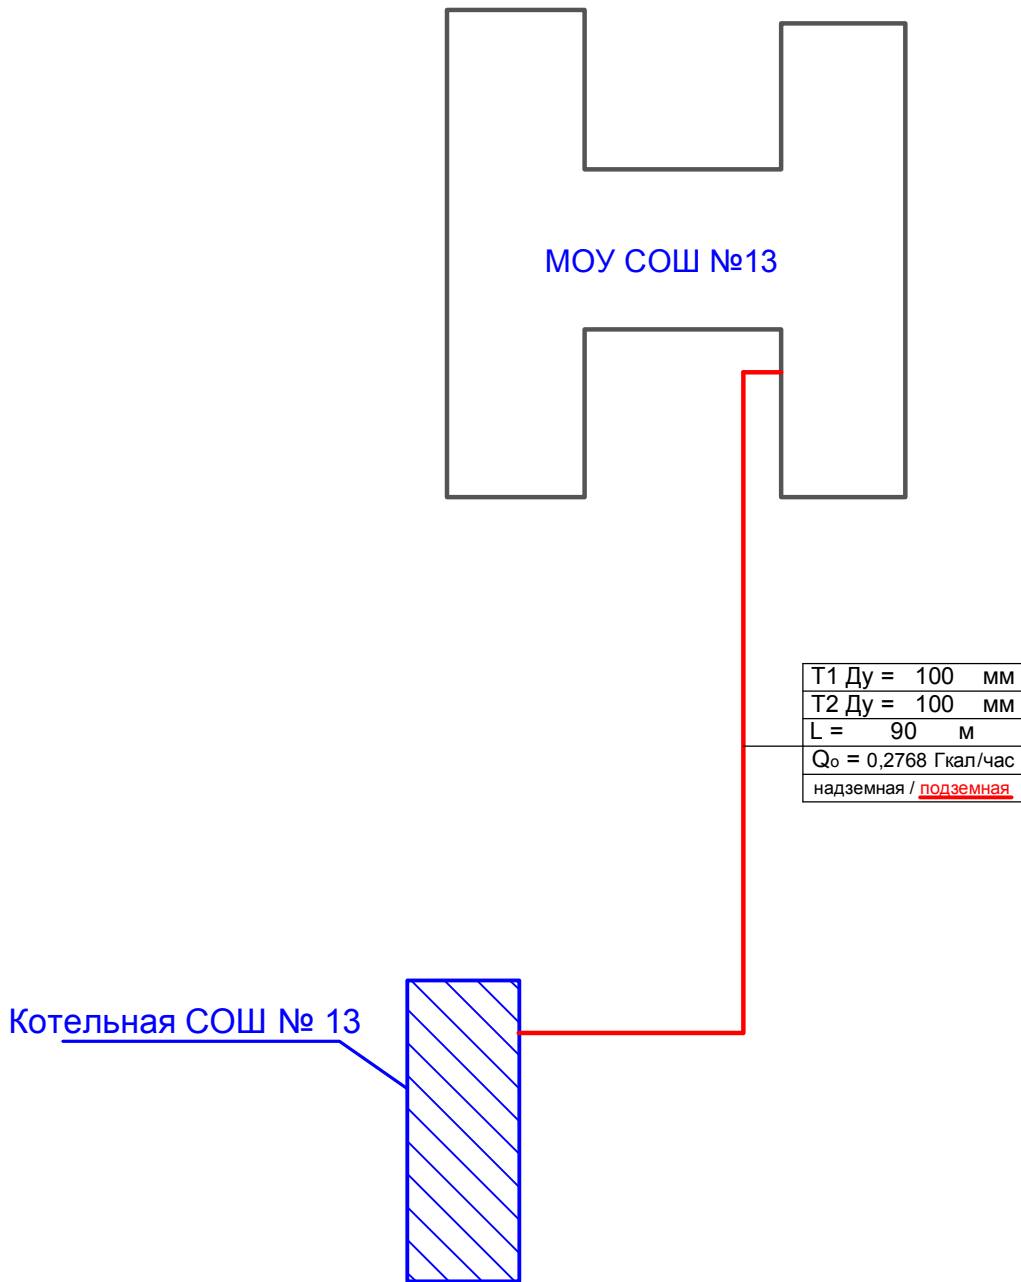 МОУ СОШ №13
Т1 Ду = 100 мм
Т2 Ду = 100 мм
L = 90 м
Qо = 0,2768 Гкал/час
надземная / подземная
Котельная СОШ № 13